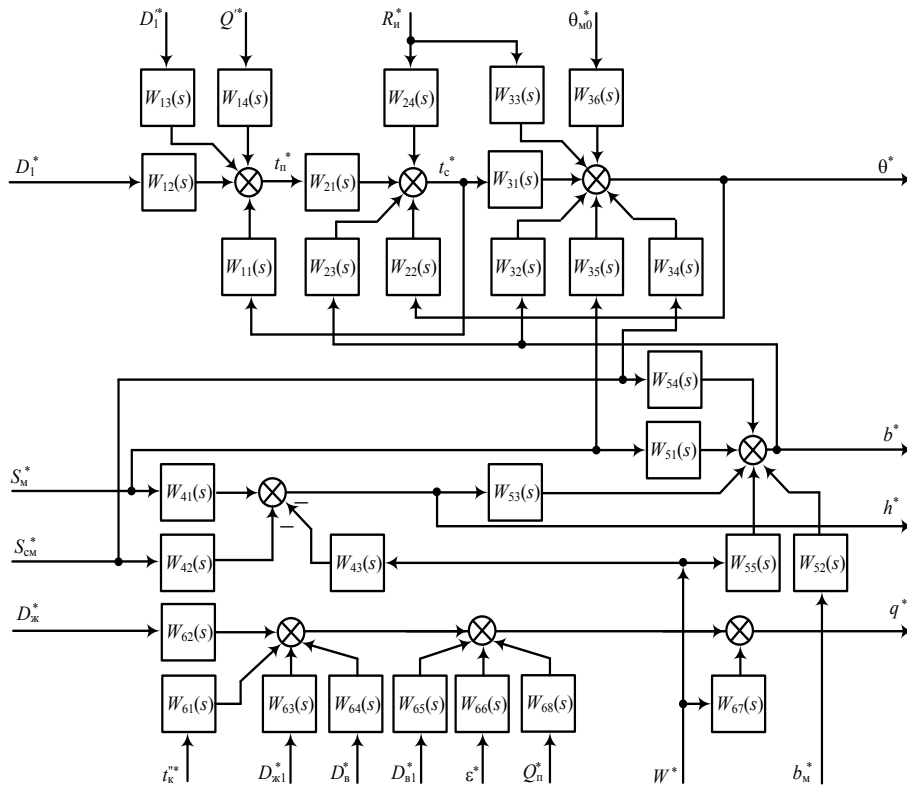 D₁'* Q'* Rᵢ* θм0*
W₁₃(s) W₁₄(s) W₂₄(s) W₃₃(s) W₃₆(s)
D₁* W₁₂(s) tп* W₂₁(s) tс* W₃₁(s) θ*
W₁₁(s) W₂₃(s) W₂₂(s) W₃₂(s) W₃₅(s) W₃₄(s)
W₅₄(s)
W₅₁(s) b*
Sм* W₄₁(s) – W₅₃(s)
h*
Sсм* W₄₂(s) – W₄₃(s) W₅₅(s) W₅₂(s)
Dж* W₆₂(s) q*
W₆₁(s) W₆₃(s) W₆₄(s) W₆₅(s) W₆₆(s) W₆₈(s) W₆₇(s)
tк"* Dж1* Dв* Dв1* ε* Qп* W* bм*